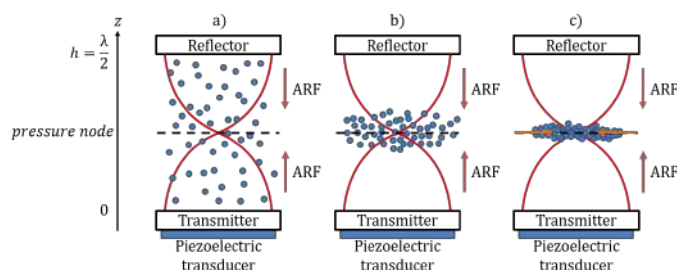 a)
b)
c)
z
h = λ/2
pressure node
0
Reflector
ARF
ARF
Transmitter
Piezoelectric
transducer
Reflector
ARF
ARF
Transmitter
Piezoelectric
transducer
Reflector
ARF
ARF
Transmitter
Piezoelectric
transducer